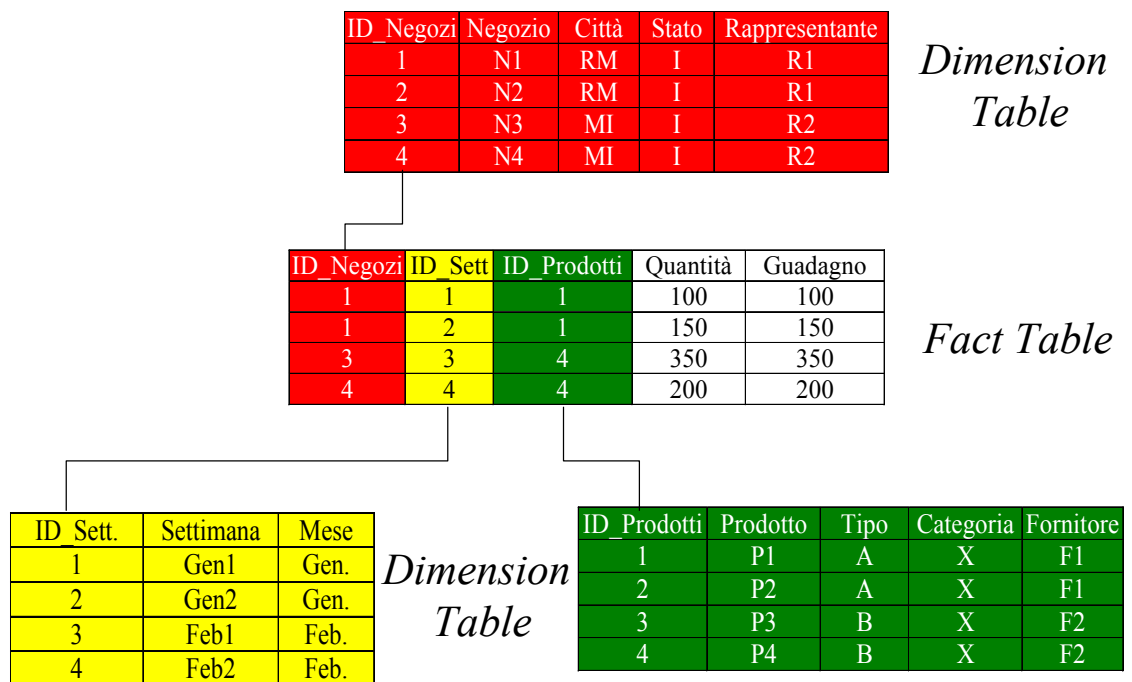 ID_Negozi Negozio Città Stato Rappresentante
1 N1 RM I R1
2 N2 RM I R1
3 N3 MI I R2
4 N4 MI I R2
Dimension
Table
ID_Negozi ID_Sett ID_Prodotti Quantità Guadagno
1 1 1 100 100
1 2 1 150 150
3 3 4 350 350
4 4 4 200 200
Fact Table
ID_Sett. Settimana Mese
1 Gen1 Gen.
2 Gen2 Gen.
3 Feb1 Feb.
4 Feb2 Feb.
Dimension
Table
ID_Prodotti Prodotto Tipo Categoria Fornitore
1 P1 A X F1
2 P2 A X F1
3 P3 B X F2
4 P4 B X F2